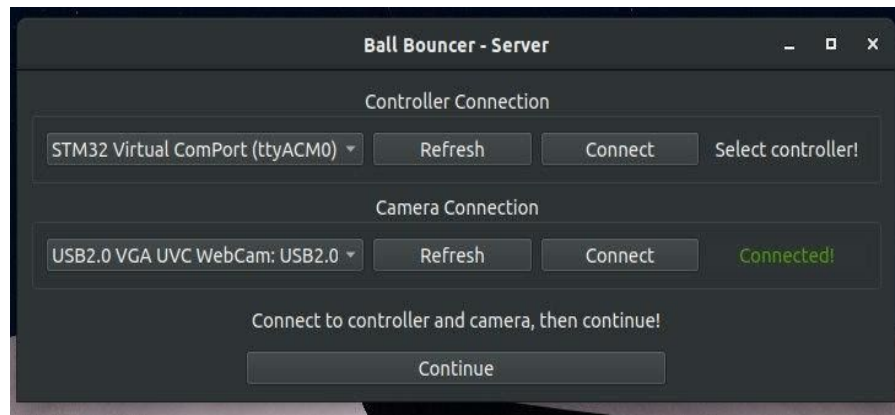 Ball Bouncer - Server
Controller Connection
STM32 Virtual ComPort (ttyACM0) Refresh Connect Select controller!
Camera Connection
USB2.0 VGA UVC WebCam: USB2.0 Refresh Connect Connected!
Connect to controller and camera, then continue!
Continue